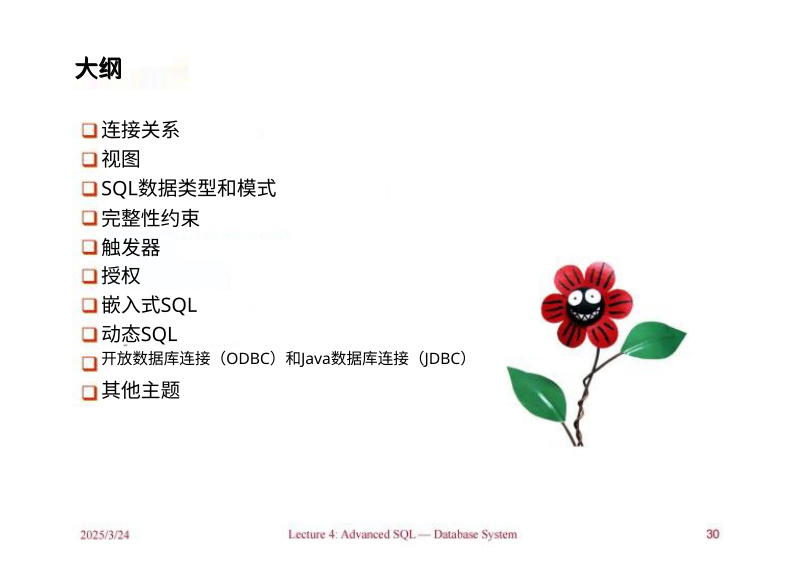 大纲
连接关系
视图
SQL数据类型和模式
完整性约束
触发器
授权
嵌入式SQL
动态SQL
开放数据库连接（ODBC）和Java数据库连接（JDBC）
其他主题
2025/3/24
Lecture 4: Advanced SQL — Database System
30